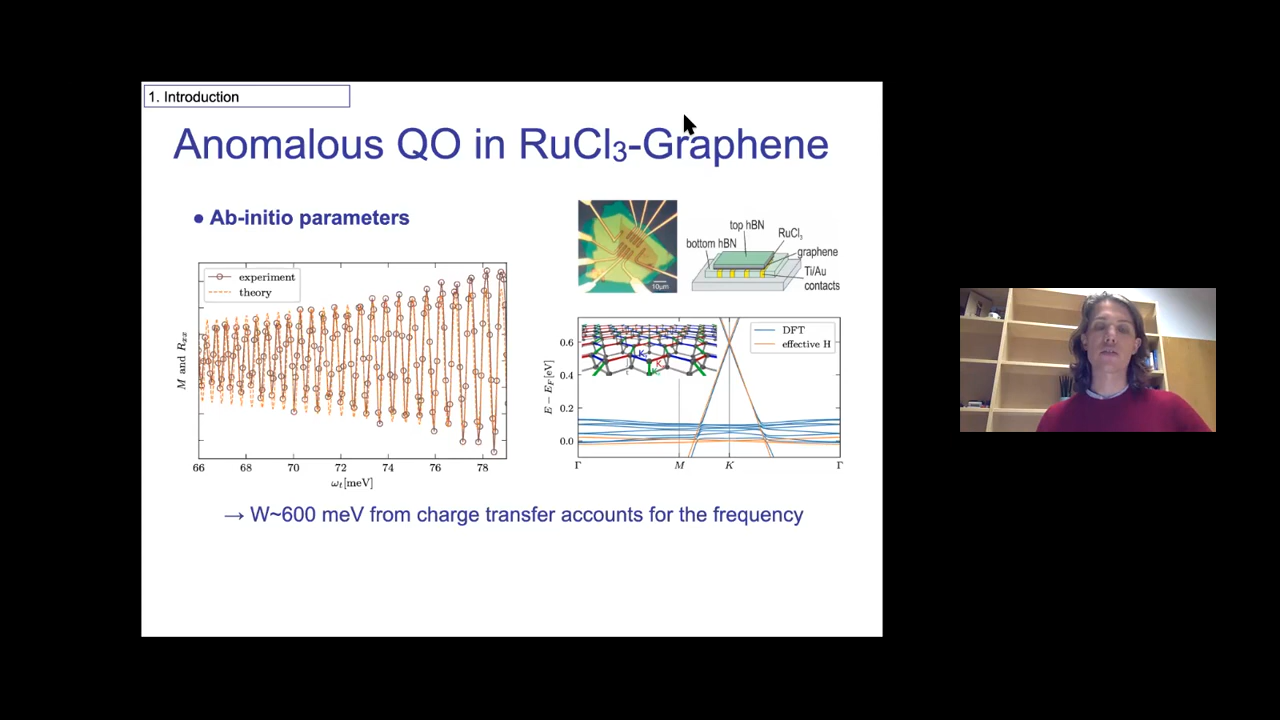 1. Introduction
Anomalous QO in RuCl₃-Graphene
● Ab-initio parameters
experiment
theory
M and Rₓₓ
66 68 70 72 74 76 78
ωₜ[meV]
10μm
top hBN
RuCl₃
bottom hBN
graphene
Ti/Au
contacts
DFT
effective H
E − E_F[eV]
0.6
0.4
0.2
0.0
Γ M K Γ
→ W~600 meV from charge transfer accounts for the frequency